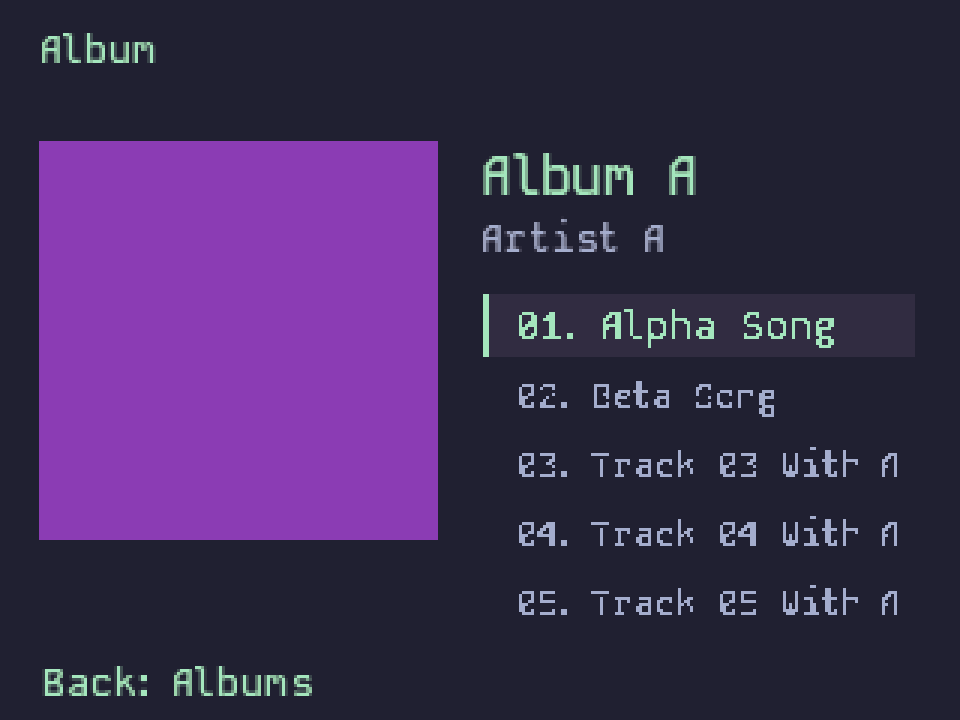 Album
Album A
Artist A
01. Alpha Song
02. Beta Song
03. Track 03 With A
04. Track 04 With A
05. Track 05 With A
Back: Albums